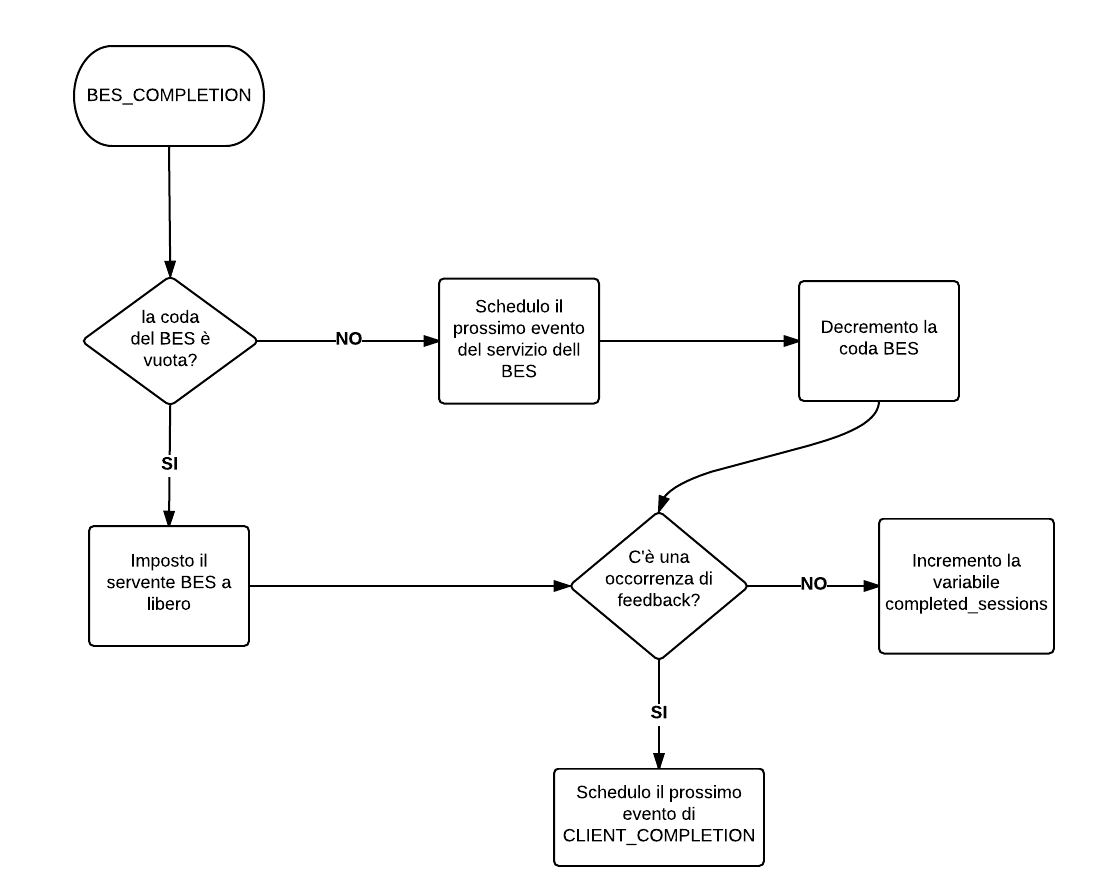 BES_COMPLETION
la coda
del BES è
vuota?
NO
Schedulo il
prossimo evento
del servizio dell
BES
Decremento la
coda BES
SI
Imposto il
servente BES a
libero
C'è una
occorrenza di
feedback?
NO
Incremento la
variabile
completed_sessions
SI
Schedulo il prossimo
evento di
CLIENT_COMPLETION